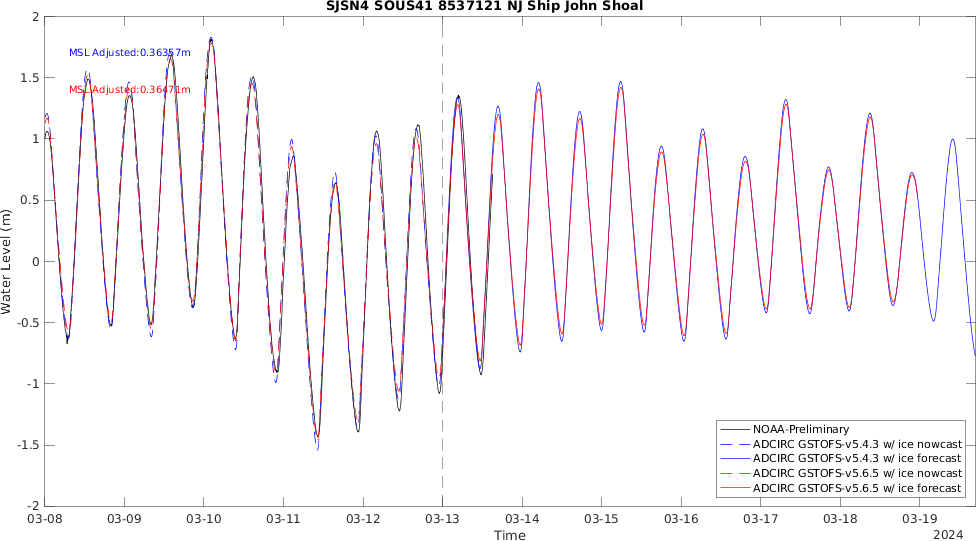 SJSN4 SOUS41 8537121 NJ Ship John Shoal
2
1.5
1
0.5
0
-0.5
-1
-1.5
-2
Water Level (m)
MSL Adjusted:0.36357m
MSL Adjusted:0.36471m
NOAA-Preliminary
ADCIRC GSTOFS-v5.4.3 w/ ice nowcast
ADCIRC GSTOFS-v5.4.3 w/ ice forecast
ADCIRC GSTOFS-v5.6.5 w/ ice nowcast
ADCIRC GSTOFS-v5.6.5 w/ ice forecast
03-08 03-09 03-10 03-11 03-12 03-13 03-14 03-15 03-16 03-17 03-18 03-19
Time
2024